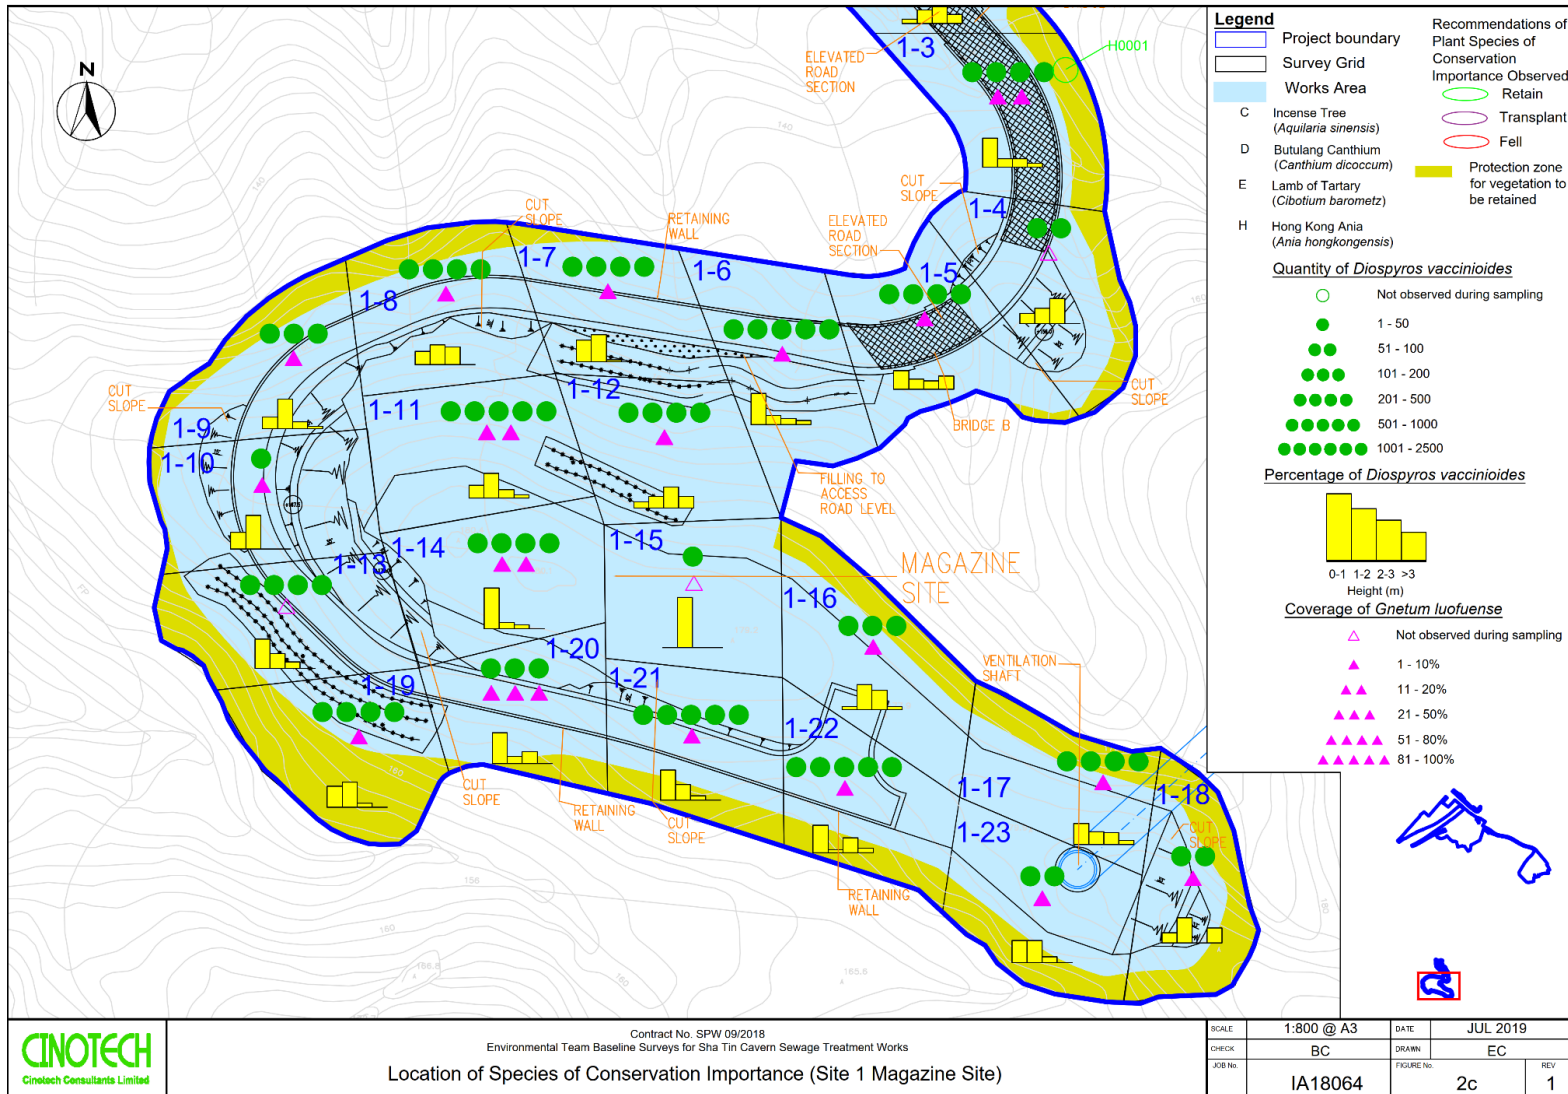 N
1-3
ELEVATED
ROAD
SECTION
H0001
140
CUT
SLOPE
1-4
CUT
SLOPE
RETAINING
WALL
ELEVATED
ROAD
SECTION
1-7
1-6
1-5
1-8
160
CUT
SLOPE
CUT
SLOPE
1-12
1-11
1-9
1-10
BRIDGE B
FILLING TO
ACCESS
ROAD LEVEL
1-13
1-14
1-15
MAGAZINE
SITE
FP
1-16
1-20
1-19
1-21
VENTILATION
SHAFT
1-22
1-17
1-18
160
CUT
SLOPE
RETAINING
WALL
CUT
SLOPE
1-23
CUT
SLOPE
RETAINING
WALL
156
160
160
165.6
180
Legend
Project boundary
Survey Grid
Works Area
C Incense Tree
(Aquilaria sinensis)
D Butulang Canthium
(Canthium dicoccum)
E Lamb of Tartary
(Cibotium barometz)
H Hong Kong Ania
(Ania hongkongensis)
Recommendations of
Plant Species of
Conservation
Importance Observed
Retain
Transplant
Fell
Protection zone
for vegetation to
be retained
Quantity of Diospyros vaccinioides
Not observed during sampling
1 - 50
51 - 100
101 - 200
201 - 500
501 - 1000
1001 - 2500
Percentage of Diospyros vaccinioides
0-1 1-2 2-3 >3
Height (m)
Coverage of Gnetum luofuense
Not observed during sampling
1 - 10%
11 - 20%
21 - 50%
51 - 80%
81 - 100%
CINOTECH
Cinotech Consultants Limited
Contract No. SPW 09/2018
Environmental Team Baseline Surveys for Sha Tin Cavern Sewage Treatment Works
Location of Species of Conservation Importance (Site 1 Magazine Site)
SCALE 1:800 @ A3 DATE JUL 2019
CHECK BC DRAWN EC
JOB No. IA18064 FIGURE No. 2c REV 1